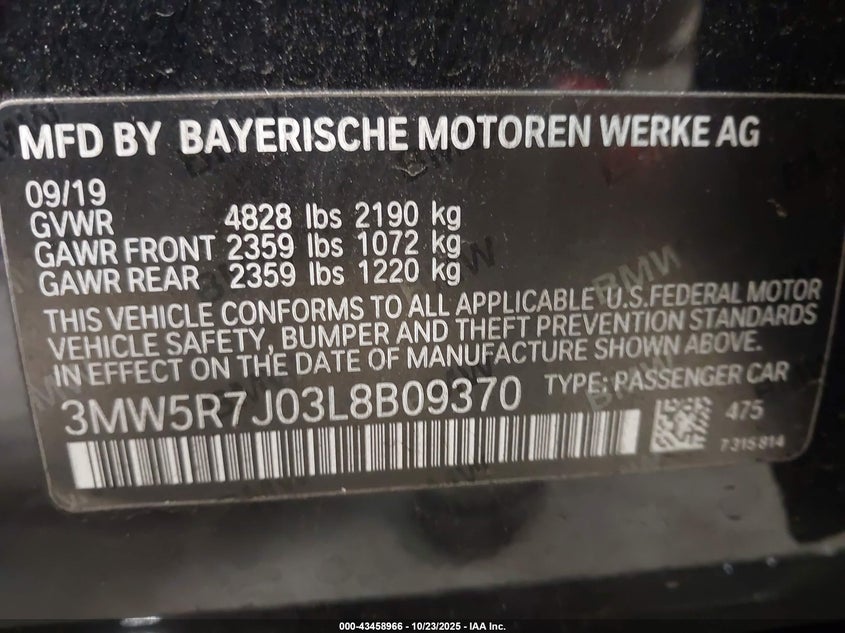 MFD BY BAYERISCHE MOTOREN WERKE AG
09/19
GVWR 4828 lbs 2190 kg
GAWR FRONT 2359 lbs 1072 kg
GAWR REAR 2359 lbs 1220 kg
THIS VEHICLE CONFORMS TO ALL APPLICABLE U.S.FEDERAL MOTOR
VEHICLE SAFETY, BUMPER AND THEFT PREVENTION STANDARDS
IN EFFECT ON THE DATE OF MANUFACTURE SHOWN ABOVE.
3MW5R7J03L8B09370 TYPE: PASSENGER CAR
475
7 315 814
000-43458966 - 10/23/2025 - IAA Inc.